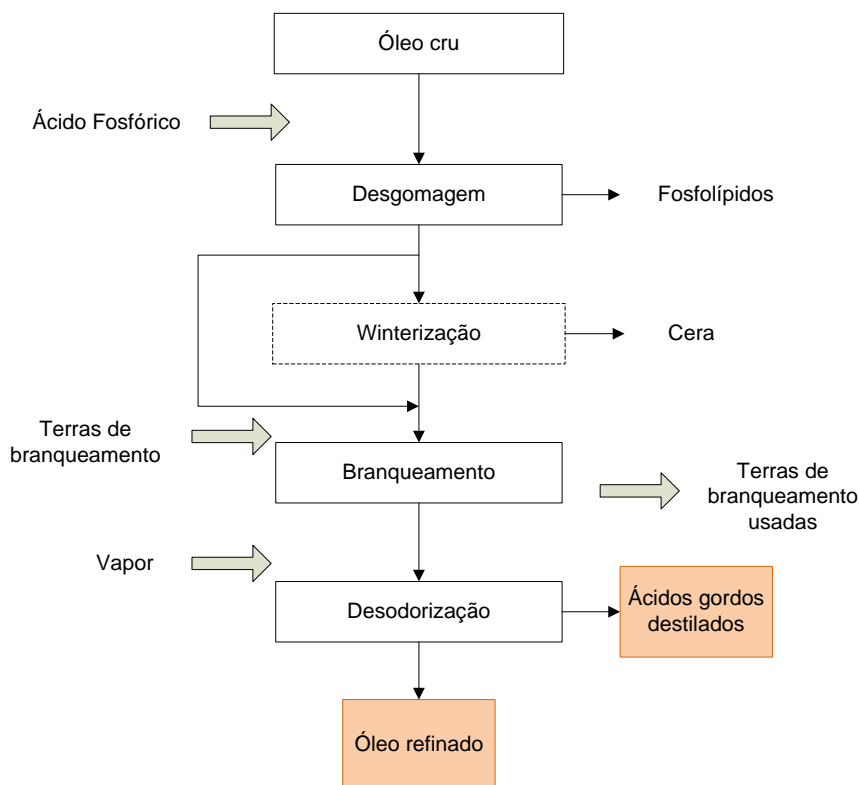 Óleo cru
Ácido Fosfórico
Desgomagem
Fosfolípidos
Winterização
Cera
Terras de
branqueamento
Branqueamento
Terras de
branqueamento
usadas
Vapor
Desodorização
Ácidos gordos
destilados
Óleo refinado